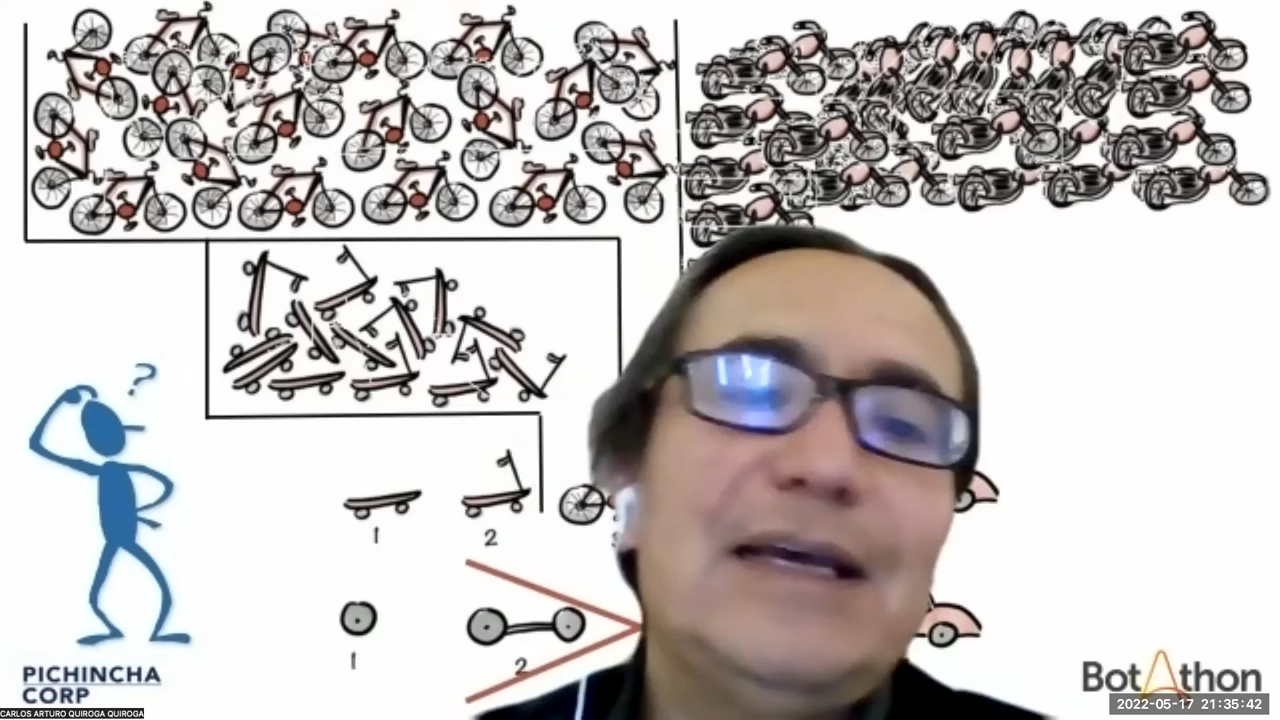 ?
1
2
1
2
PICHINCHA
CORP
CARLOS ARTURO QUIROGA QUIROGA
BotAthon
2022-05-17 21:35:42